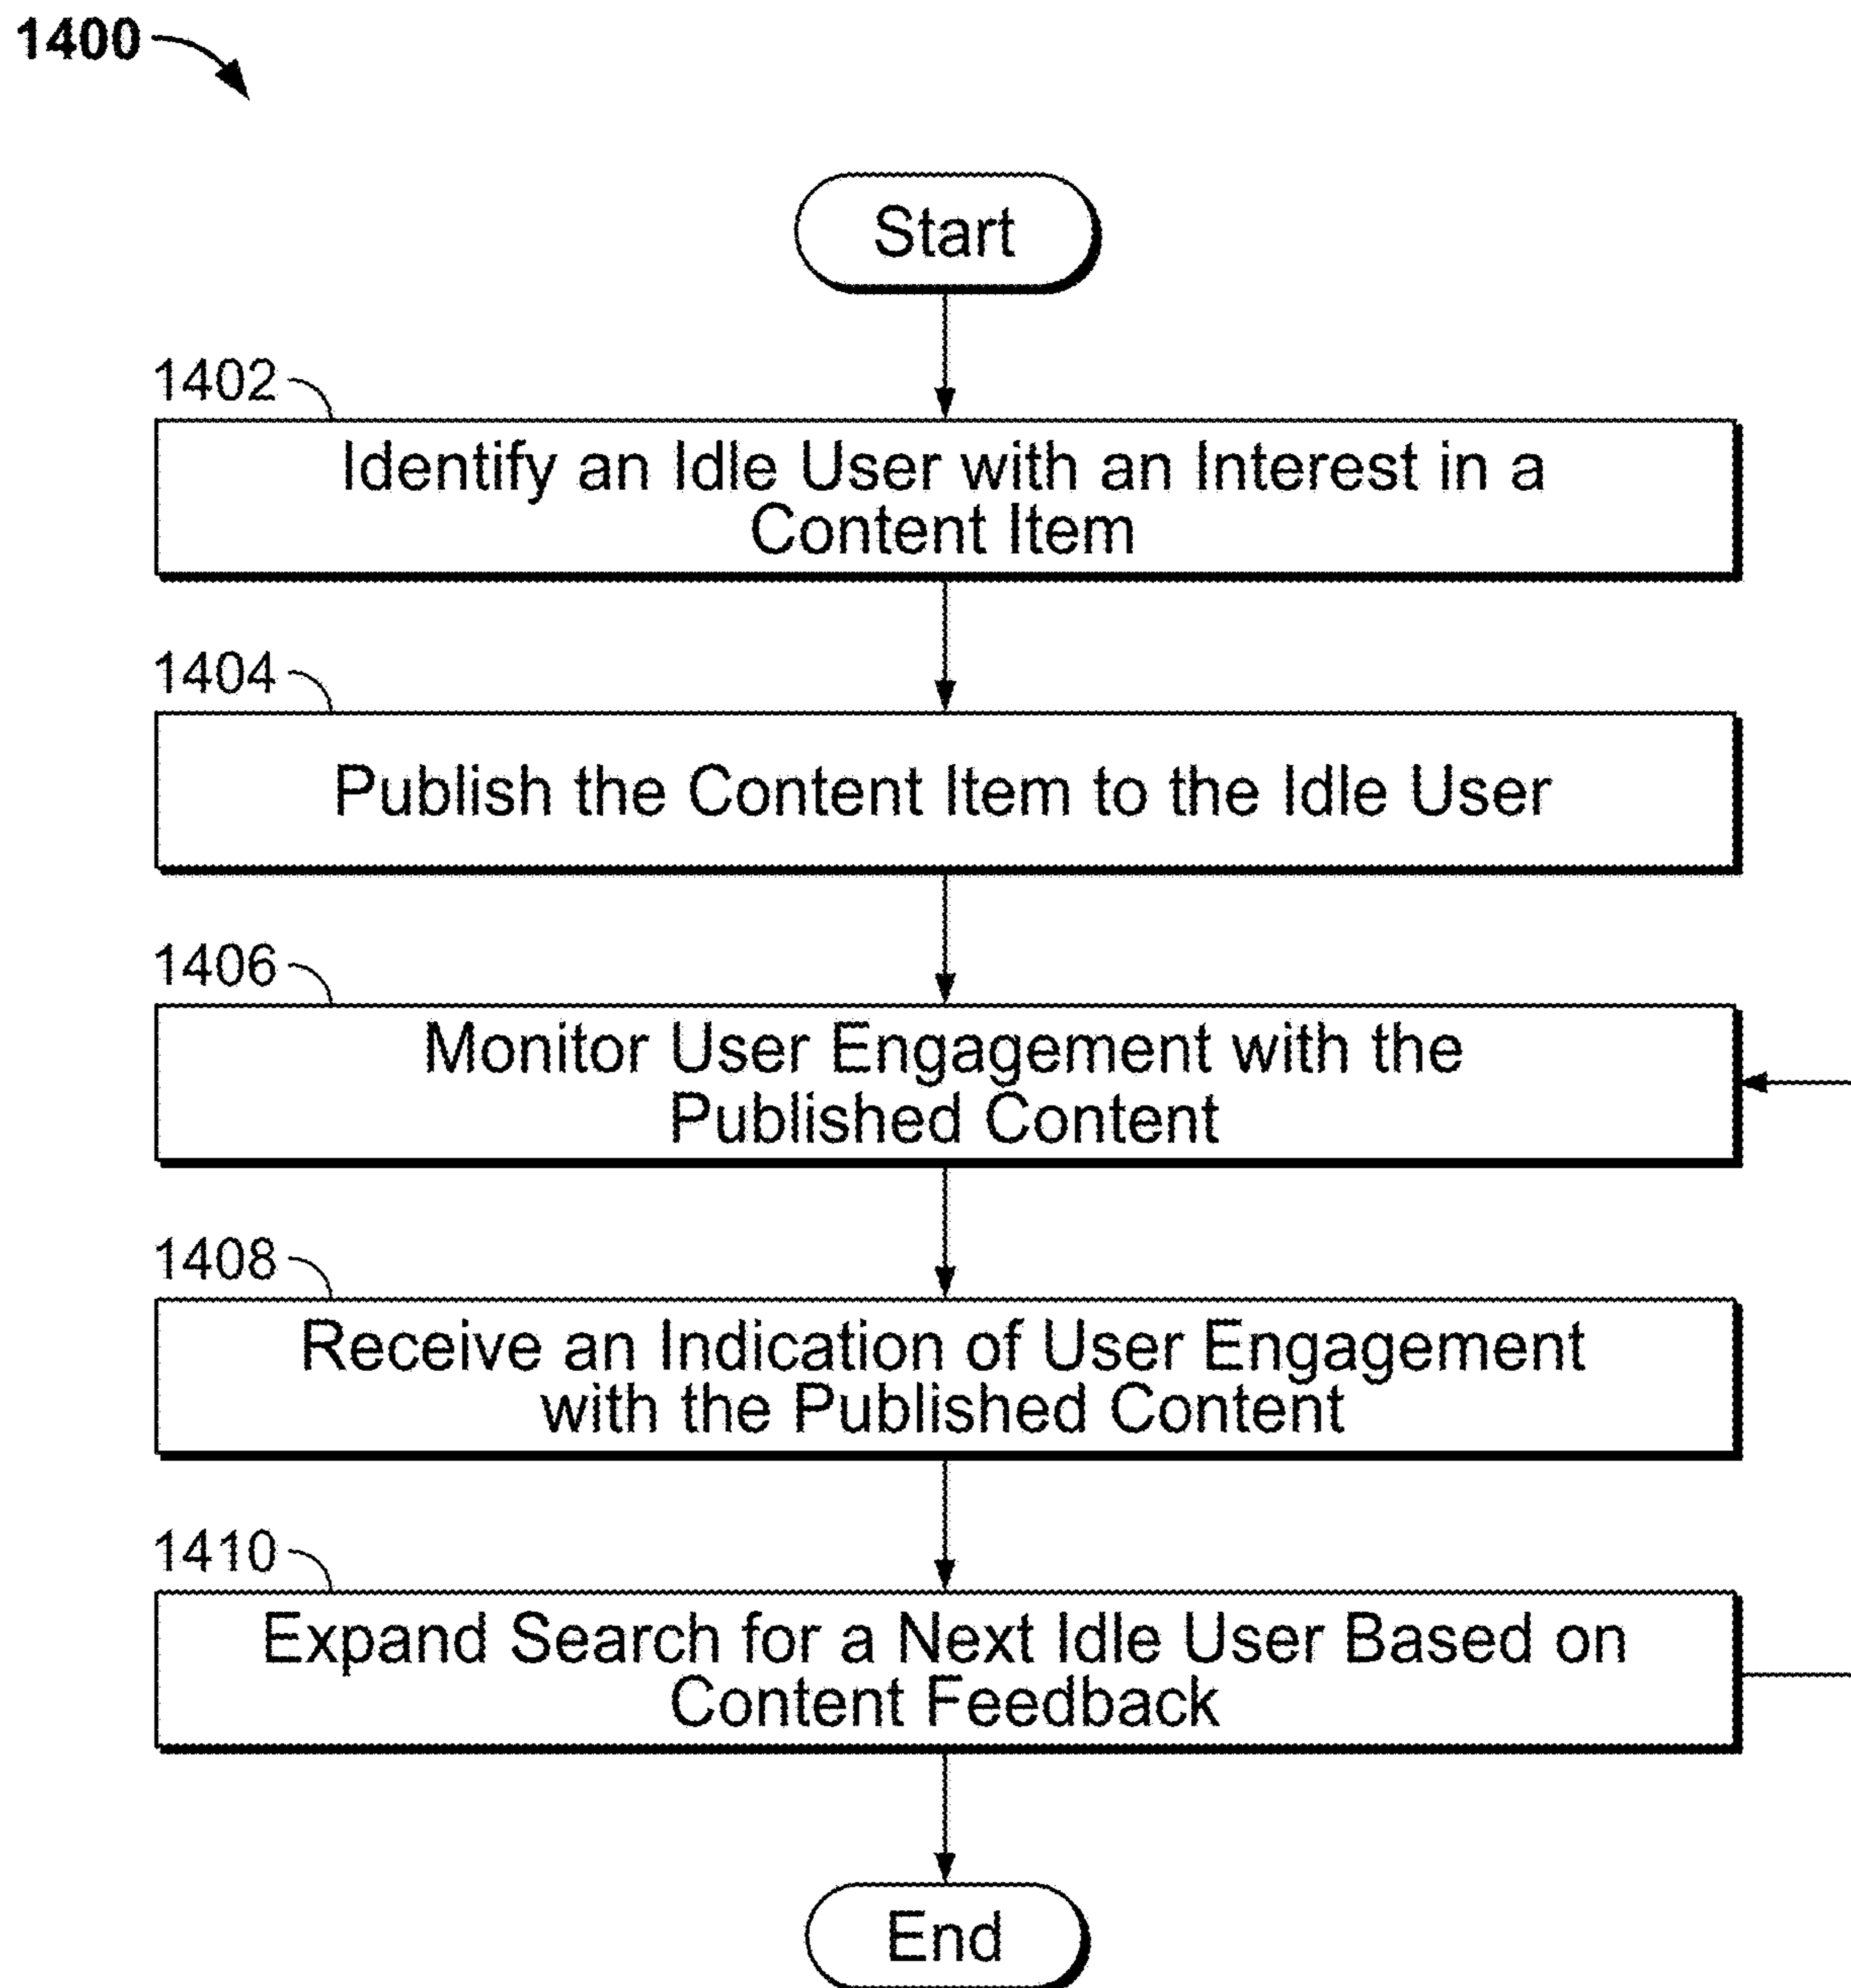 1400
Start
1402
Identify an Idle User with an Interest in a
Content Item
1404
Publish the Content Item to the Idle User
1406
Monitor User Engagement with the
Published Content
1408
Receive an Indication of User Engagement
with the Published Content
1410
Expand Search for a Next Idle User Based on
Content Feedback
End